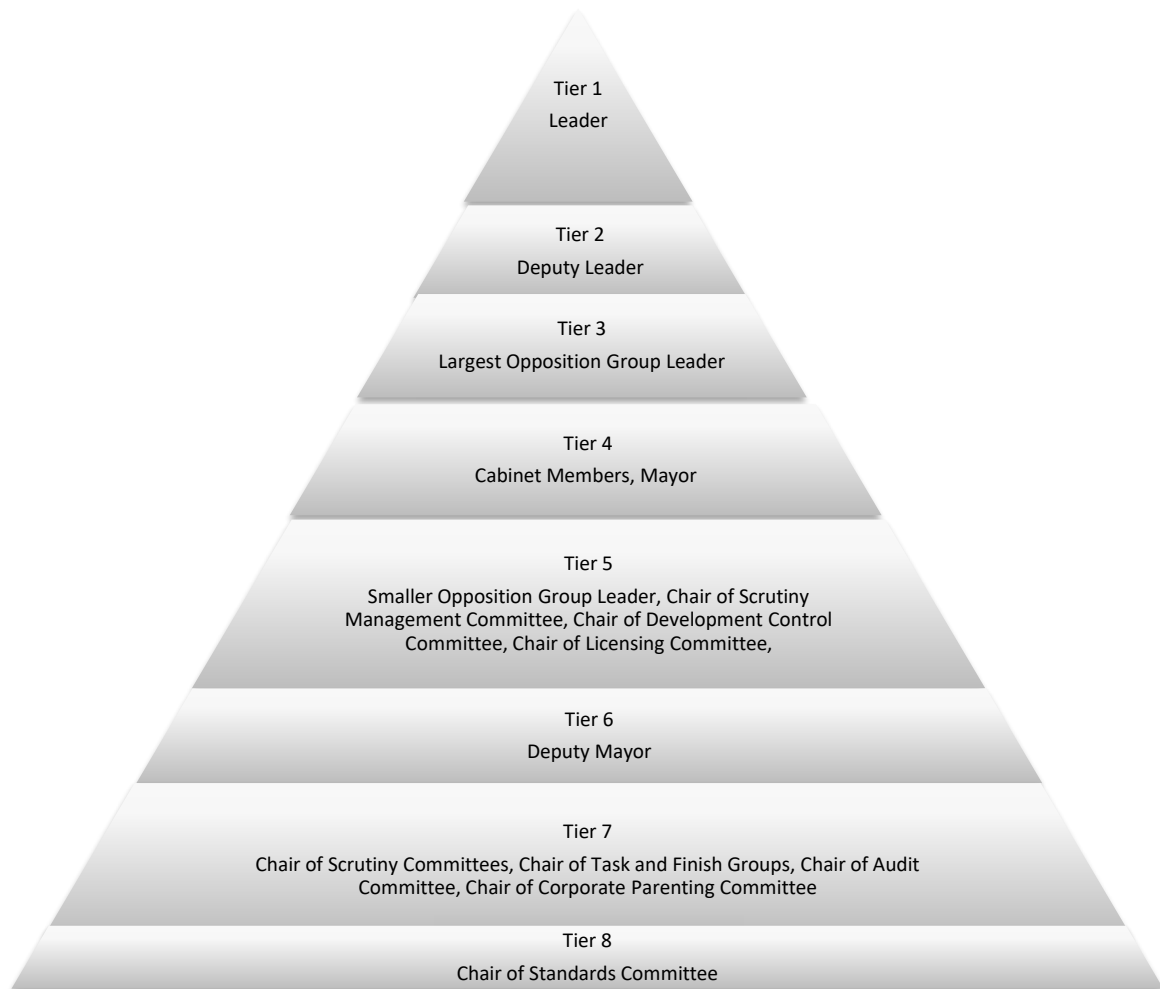 Tier 1
Leader
Tier 2
Deputy Leader
Tier 3
Largest Opposition Group Leader
Tier 4
Cabinet Members, Mayor
Tier 5
Smaller Opposition Group Leader, Chair of Scrutiny
Management Committee, Chair of Development Control
Committee, Chair of Licensing Committee,
Tier 6
Deputy Mayor
Tier 7
Chair of Scrutiny Committees, Chair of Task and Finish Groups, Chair of Audit
Committee, Chair of Corporate Parenting Committee
Tier 8
Chair of Standards Committee